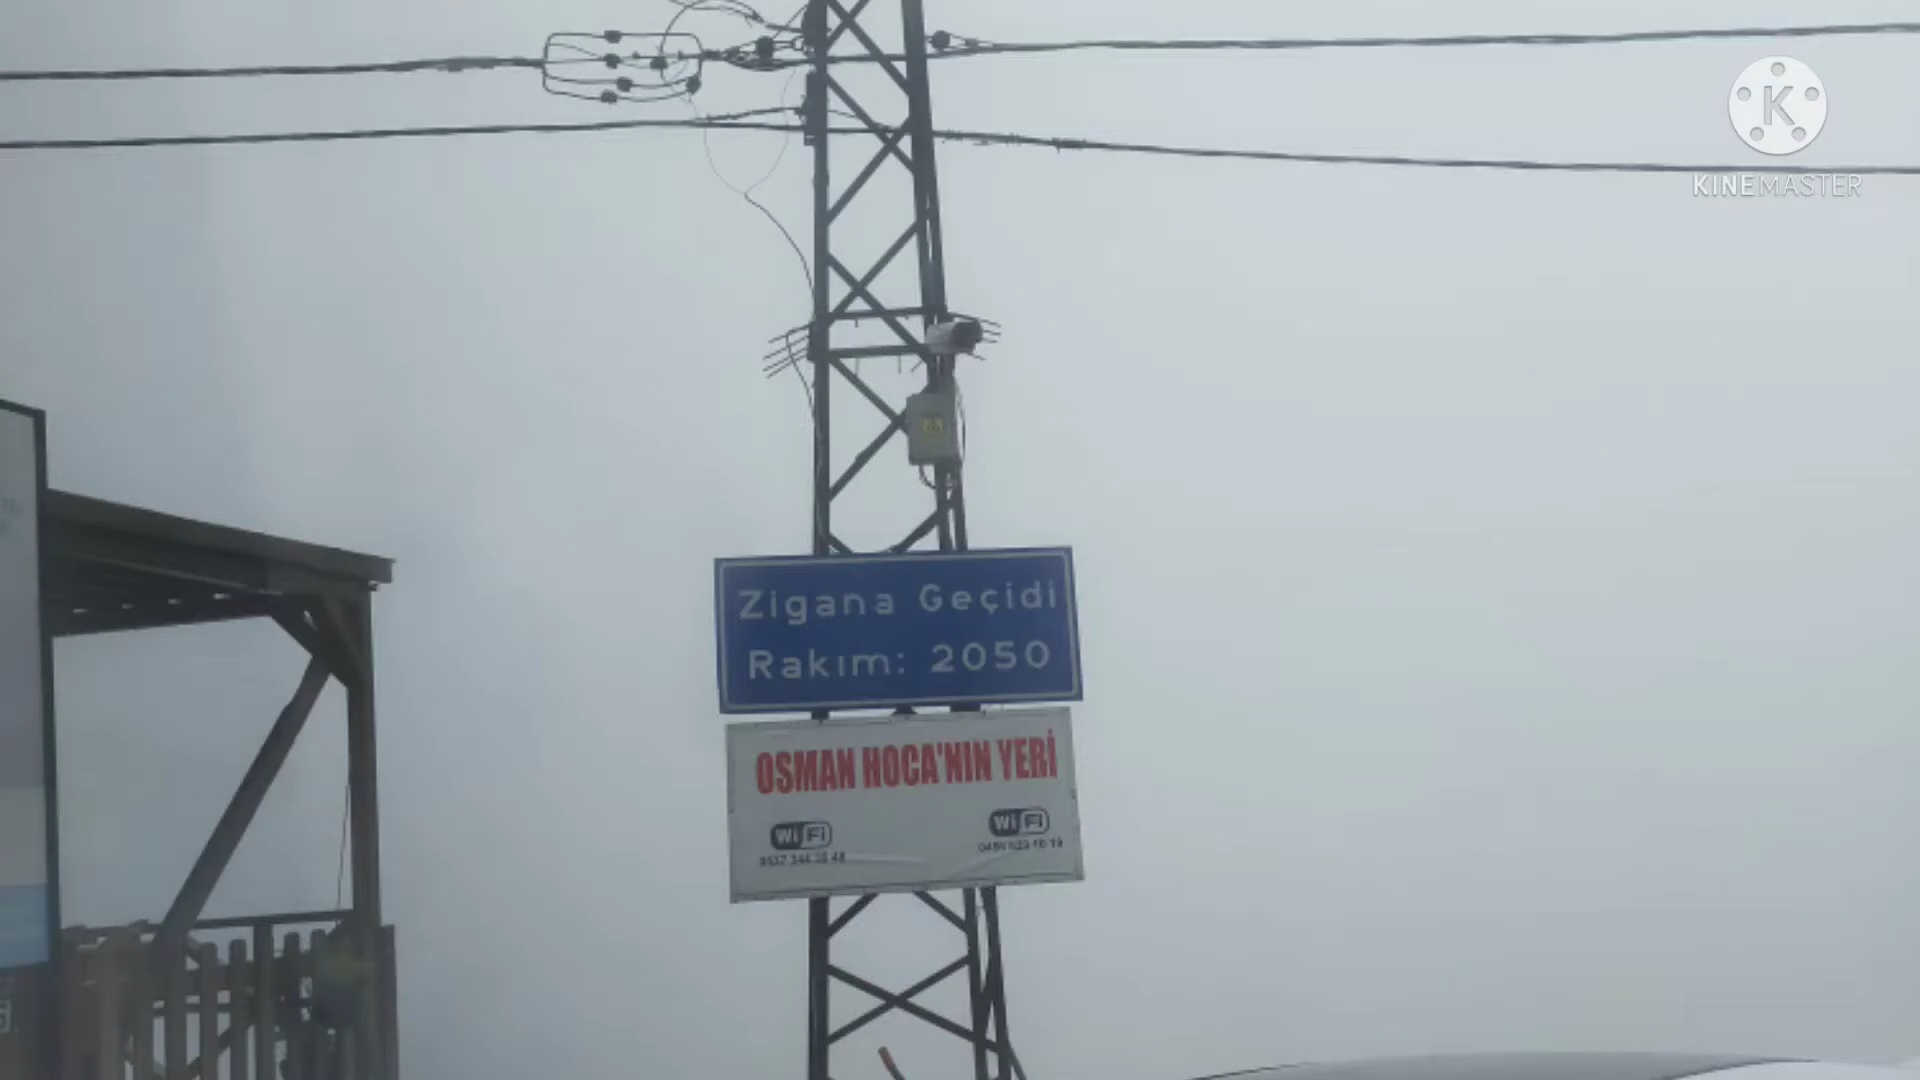 KINEMASTER
Zigana Geçidi
Rakım: 2050
OSMAN HOCA'NIN YERİ
WiFi WiFi